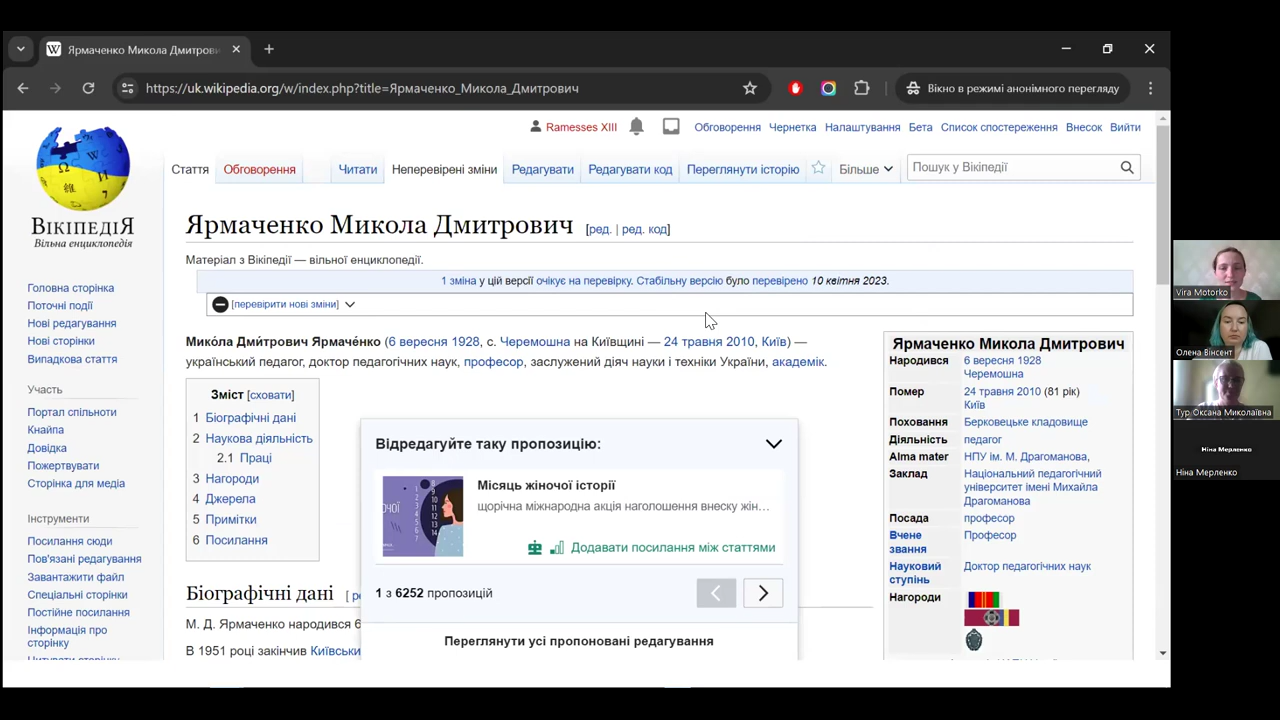 Ярмаченко Микола Дмитрови
https://uk.wikipedia.org/w/index.php?title=Ярмаченко_Микола_Дмитрович
Вікно в режимі анонімного перегляду
Ramesses XIII
Обговорення Чернетка Налаштування Бета Список спостереження Внесок Вийти
Стаття Обговорення Читати Неперевірені зміни Редагувати Редагувати код Переглянути історію Більше
Пошук у Вікіпедії
ВікіпедіЯ
Вільна енциклопедія
Ярмаченко Микола Дмитрович [ред. | ред. код]
Матеріал з Вікіпедії — вільної енциклопедії.
1 зміна у цій версії очікує на перевірку. Стабільну версію було перевірено 10 квітня 2023.
[перевірити нові зміни]
Мико́ла Дми́трович Ярмаче́нко (6 вересня 1928, с. Черемошна на Київщині — 24 травня 2010, Київ) —
український педагог, доктор педагогічних наук, професор, заслужений діяч науки і техніки України, академік.
Зміст [сховати]
1 Біографічні дані
2 Наукова діяльність
2.1 Праці
3 Нагороди
4 Джерела
5 Примітки
6 Посилання
Біографічні дані [ ре
М. Д. Ярмаченко народився 6
В 1951 році закінчив Київськи
Головна сторінка
Поточні події
Нові редагування
Нові сторінки
Випадкова стаття
Участь
Портал спільноти
Кнайпа
Довідка
Пожертвувати
Сторінка для медіа
Інструменти
Посилання сюди
Пов'язані редагування
Завантажити файл
Спеціальні сторінки
Постійне посилання
Інформація про
сторінку
Цитувати сторінку
Відредагуйте таку пропозицію:
Місяць жіночої історії
щорічна міжнародна акція наголошення внеску жін...
Додавати посилання між статтями
1 з 6252 пропозицій
Переглянути усі пропоновані редагування
Ярмаченко Микола Дмитрович
Народився 6 вересня 1928
Черемошна
Помер 24 травня 2010 (81 рік)
Київ
Поховання Берковецьке кладовище
Діяльність педагог
Alma mater НПУ ім. М. Драгоманова,
Заклад Національний педагогічний
університет імені Михайла
Драгоманова
Посада професор
Вчене Професор
звання
Науковий Доктор педагогічних наук
ступінь
Нагороди
Vira Motorko
Олена Вінсент
Тур Оксана Миколаївна
Ніна Мерленко
Ніна Мерленко